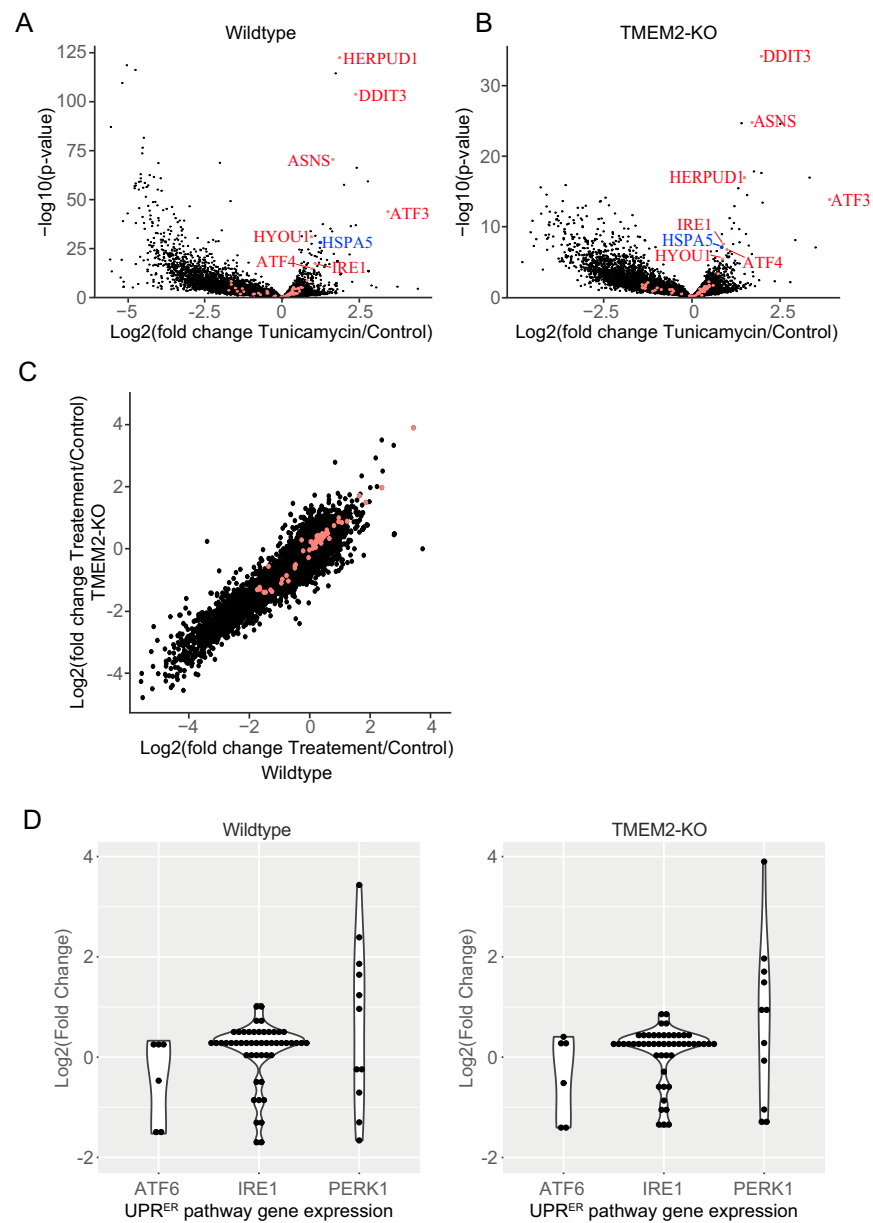 A
Wildtype
125
100
75
50
25
0
−5
−2.5
0
2.5
−log10(p-value)
HERPUD1
DDIT3
ASNS
ATF3
HYOU1
HSPA5
ATF4
IRE1
Log2(fold change Tunicamycin/Control)
B
TMEM2-KO
30
20
10
0
−2.5
0
2.5
−log10(p-value)
DDIT3
ASNS
HERPUD1
ATF3
IRE1
HSPA5
HYOU1
ATF4
Log2(fold change Tunicamycin/Control)
C
4
2
0
−2
−4
−4
−2
0
2
4
Log2(fold change Treatement/Control)
TMEM2-KO
Log2(fold change Treatement/Control)
Wildtype
D
Wildtype
4
2
0
-2
Log2(Fold Change)
ATF6 IRE1 PERK1
UPRᴱᴿ pathway gene expression
TMEM2-KO
4
2
0
-2
Log2(Fold Change)
ATF6 IRE1 PERK1
UPRᴱᴿ pathway gene expression